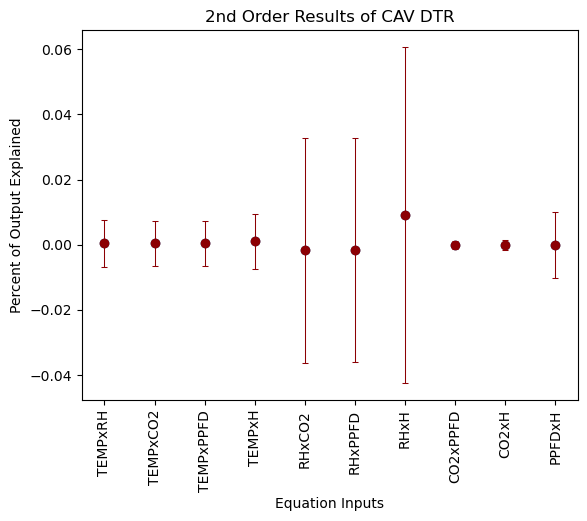 2nd Order Results of CAV DTR
Percent of Output Explained
0.06
0.04
0.02
0.00
−0.02
−0.04
TEMPxRH
TEMPxCO2
TEMPxPPFD
TEMPxH
RHxCO2
RHxPPFD
RHxH
CO2xPPFD
CO2xH
PPFDxH
Equation Inputs